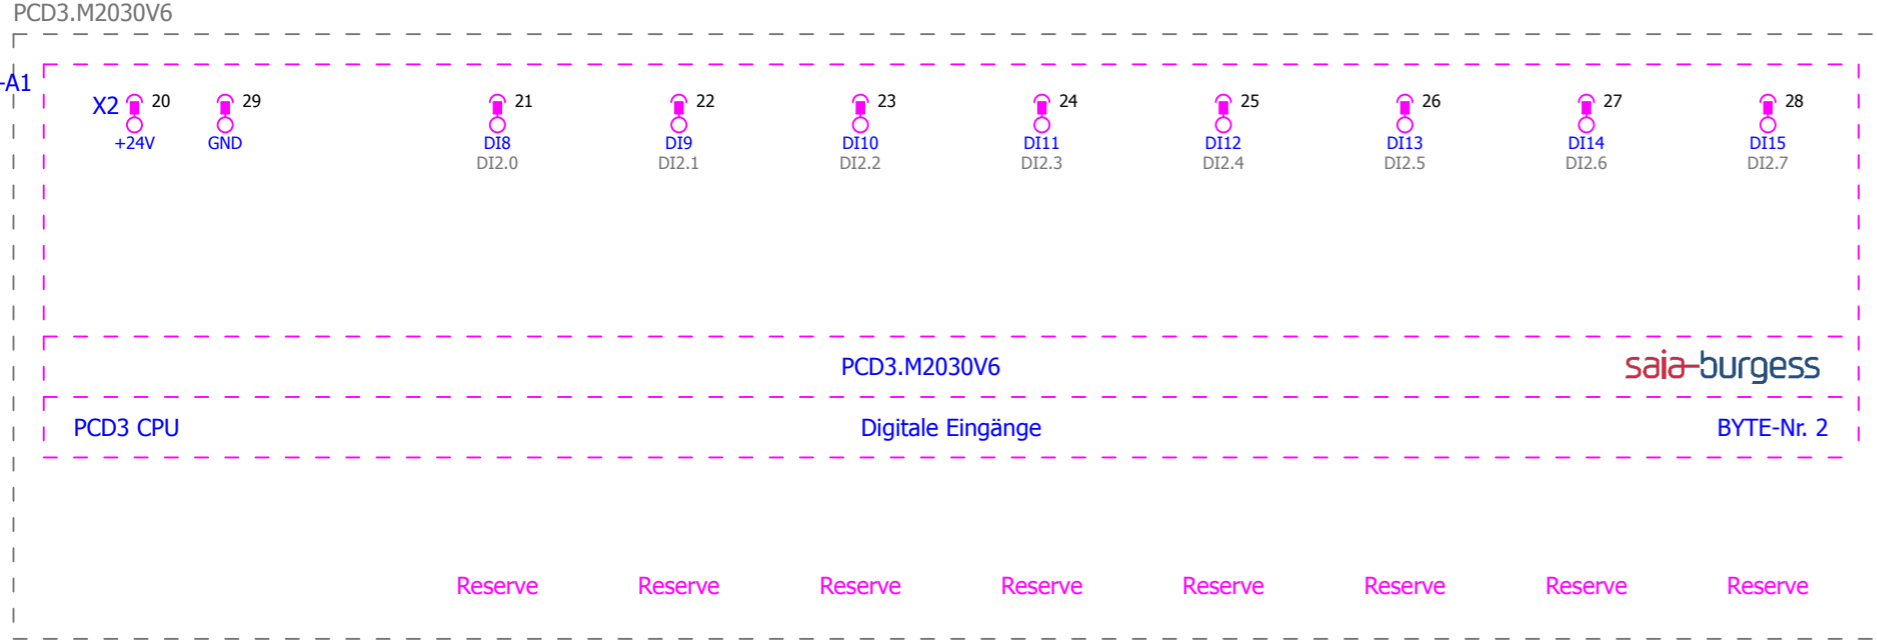 PCD3.M2030V6
-A1
X2 20 29 21 22 23 24 25 26 27 28
+24V GND DI8 DI9 DI10 DI11 DI12 DI13 DI14 DI15
DI2.0 DI2.1 DI2.2 DI2.3 DI2.4 DI2.5 DI2.6 DI2.7
PCD3.M2030V6 saia-burgess
PCD3 CPU Digitale Eingänge BYTE-Nr. 2
Reserve Reserve Reserve Reserve Reserve Reserve Reserve Reserve